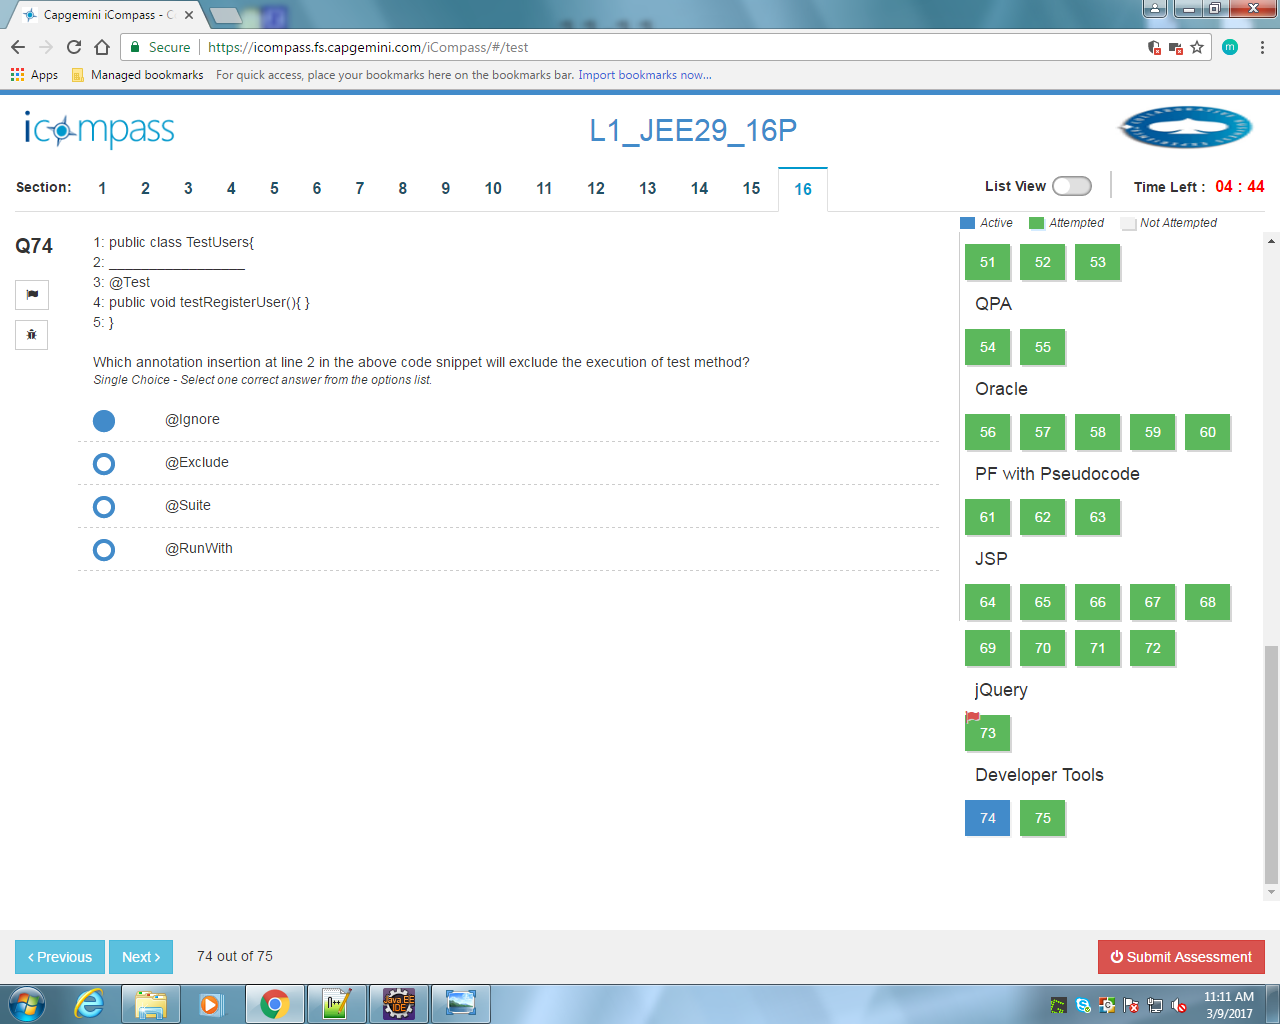 Capgemini iCompass - C
Secure https://icompass.fs.capgemini.com/iCompass/#/test
m
Apps Managed bookmarks For quick access, place your bookmarks here on the bookmarks bar. Import bookmarks now...
icompass
L1_JEE29_16P
Section: 1 2 3 4 5 6 7 8 9 10 11 12 13 14 15 16
List View Time Left : 04 : 44
Active Attempted Not Attempted
Q74
1: public class TestUsers{
2: __________________
3: @Test
4: public void testRegisterUser(){ }
5: }
Which annotation insertion at line 2 in the above code snippet will exclude the execution of test method?
Single Choice - Select one correct answer from the options list.
@Ignore
@Exclude
@Suite
@RunWith
51 52 53
QPA
54 55
Oracle
56 57 58 59 60
PF with Pseudocode
61 62 63
JSP
64 65 66 67 68
69 70 71 72
jQuery
73
Developer Tools
74 75
Previous Next 74 out of 75
Submit Assessment
Java EE
IDE
11:11 AM
3/9/2017